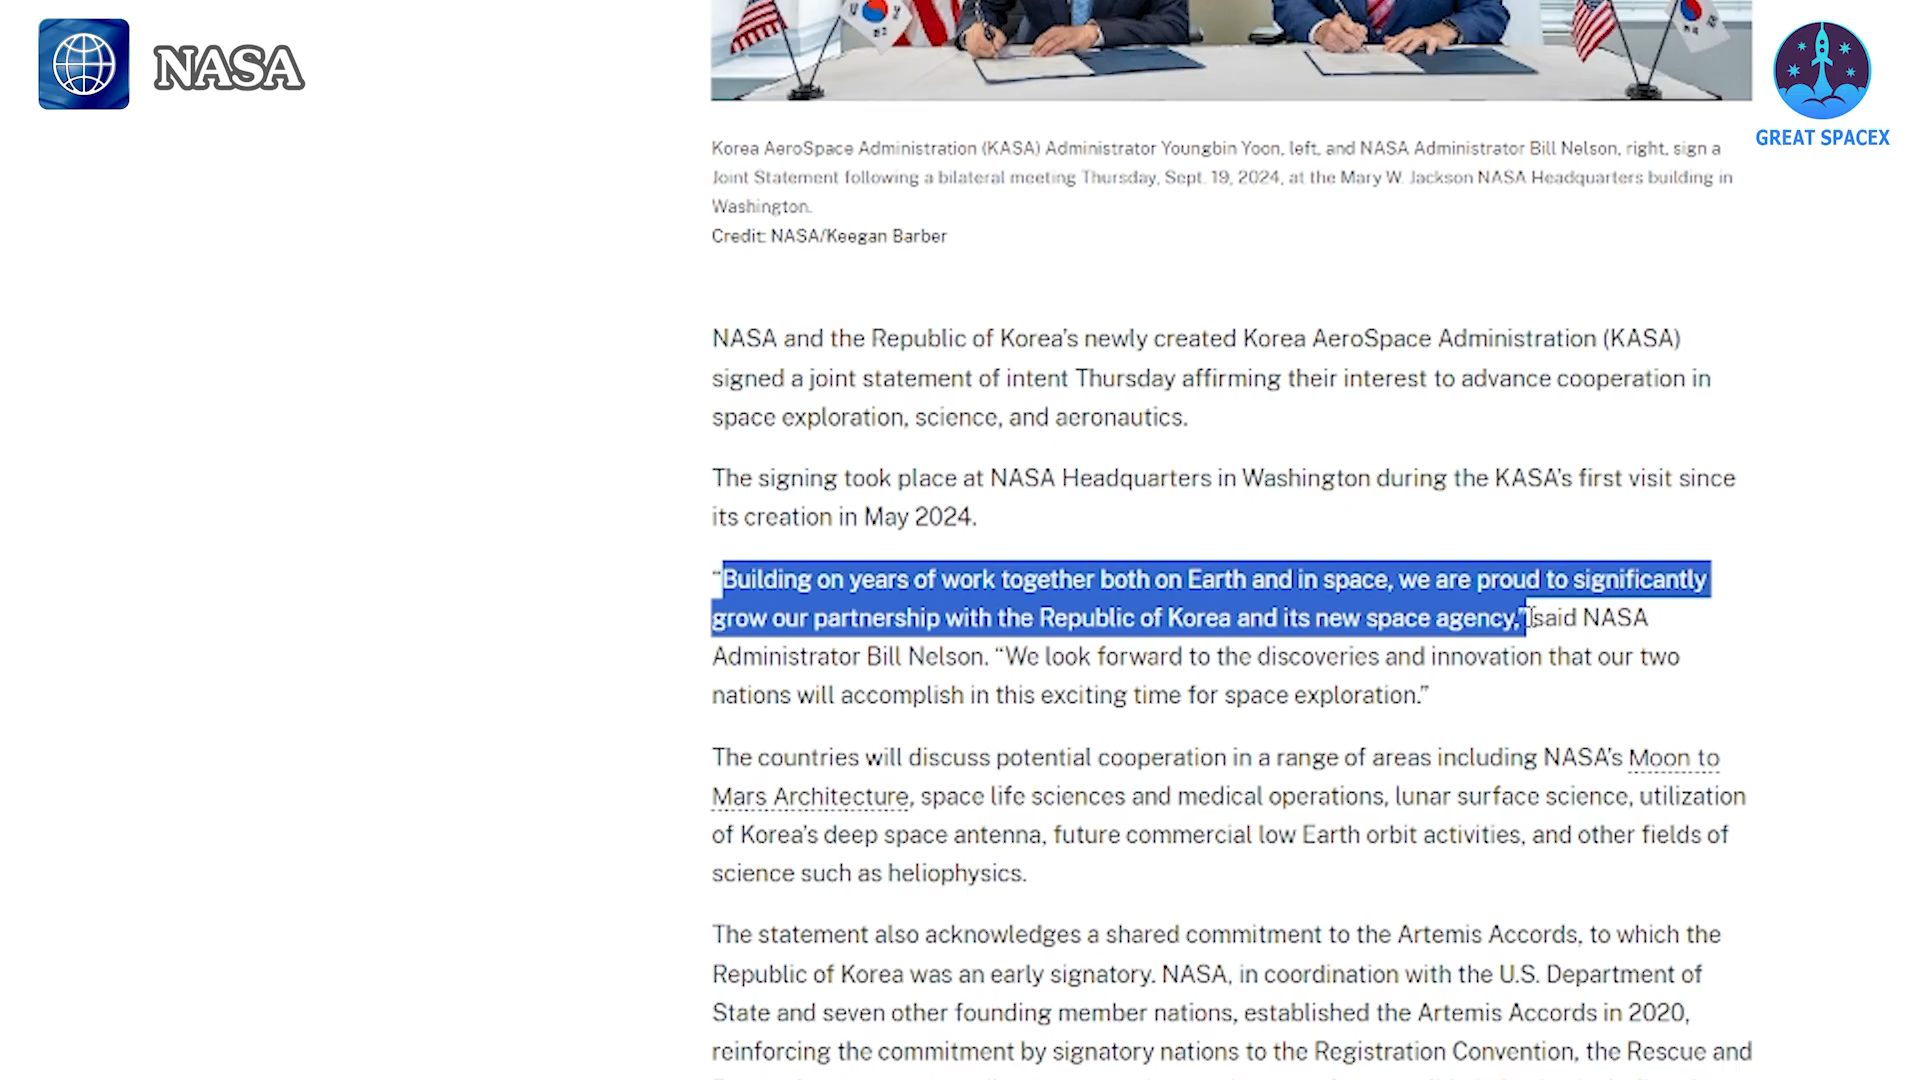 NASA
GREAT SPACEX
Korea AeroSpace Administration (KASA) Administrator Youngbin Yoon, left, and NASA Administrator Bill Nelson, right, sign a
Joint Statement following a bilateral meeting Thursday, Sept. 19, 2024, at the Mary W. Jackson NASA Headquarters building in
Washington.
Credit: NASA/Keegan Barber
NASA and the Republic of Korea’s newly created Korea AeroSpace Administration (KASA)
signed a joint statement of intent Thursday affirming their interest to advance cooperation in
space exploration, science, and aeronautics.
The signing took place at NASA Headquarters in Washington during the KASA’s first visit since
its creation in May 2024.
“Building on years of work together both on Earth and in space, we are proud to significantly
grow our partnership with the Republic of Korea and its new space agency,” said NASA
Administrator Bill Nelson. “We look forward to the discoveries and innovation that our two
nations will accomplish in this exciting time for space exploration.”
The countries will discuss potential cooperation in a range of areas including NASA’s Moon to
Mars Architecture, space life sciences and medical operations, lunar surface science, utilization
of Korea’s deep space antenna, future commercial low Earth orbit activities, and other fields of
science such as heliophysics.
The statement also acknowledges a shared commitment to the Artemis Accords, to which the
Republic of Korea was an early signatory. NASA, in coordination with the U.S. Department of
State and seven other founding member nations, established the Artemis Accords in 2020,
reinforcing the commitment by signatory nations to the Registration Convention, the Rescue and